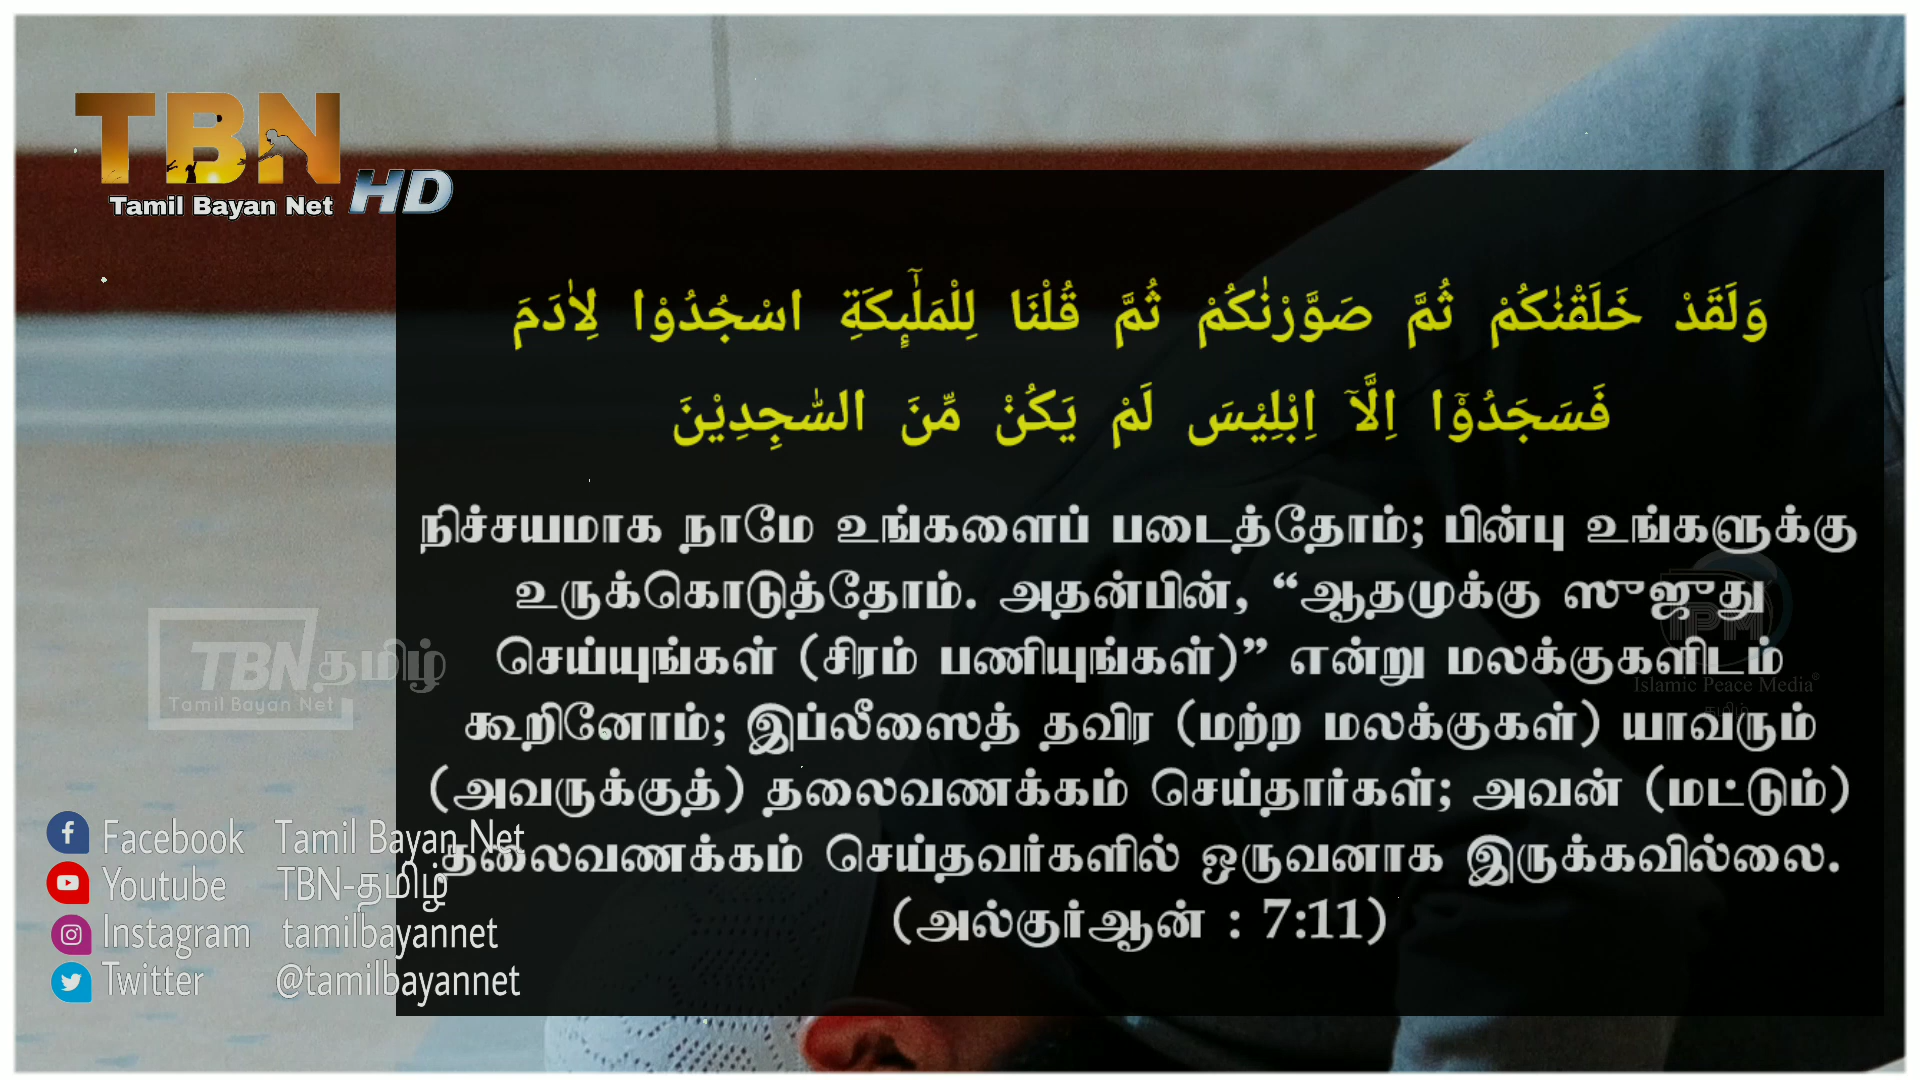 TBN HD
Tamil Bayan Net
وَلَقَدْ خَلَقْنٰكُمْ ثُمَّ صَوَّرْنٰكُمْ ثُمَّ قُلْنَا لِلْمَلٰٓٮِٕكَةِ اسْجُدُوْا لِاٰدَمَ
فَسَجَدُوْۤا اِلَّاۤ اِبْلِيْسَ لَمْ يَكُنْ مِّنَ السّٰجِدِيْنَ
நிச்சயமாக நாமே உங்களைப் படைத்தோம்; பின்பு உங்களுக்கு
உருக்கொடுத்தோம். அதன்பின், “ஆதமுக்கு ஸுஜூது
செய்யுங்கள் (சிரம் பணியுங்கள்)” என்று மலக்குகளிடம்
கூறினோம்; இப்லீஸைத் தவிர (மற்ற மலக்குகள்) யாவரும்
(அவருக்குத்) தலைவணக்கம் செய்தார்கள்; அவன் (மட்டும்)
தலைவணக்கம் செய்தவர்களில் ஒருவனாக இருக்கவில்லை.
(அல்குர்ஆன் : 7:11)
TBN தமிழ்
Tamil Bayan Net
IPM
Islamic Peace Media®
தமிழ்
Facebook Tamil Bayan Net
Youtube TBN-தமிழ்
Instagram tamilbayannet
Twitter @tamilbayannet